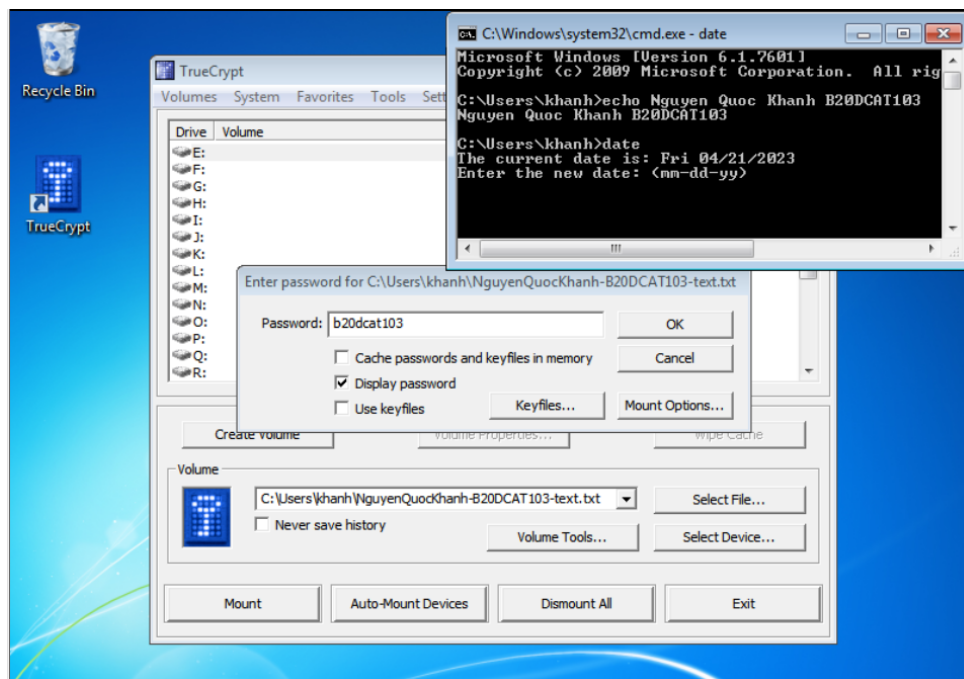 Recycle Bin
TrueCrypt
C:\Windows\system32\cmd.exe - date
Microsoft Windows [Version 6.1.7601]
Copyright (c) 2009 Microsoft Corporation. All rig
C:\Users\khanh>echo Nguyen Quoc Khanh B20DCAT103
Nguyen Quoc Khanh B20DCAT103
C:\Users\khanh>date
The current date is: Fri 04/21/2023
Enter the new date: (mm-dd-yy)
TrueCrypt
Volumes System Favorites Tools Sett
Drive Volume
E:
F:
G:
H:
I:
J:
K:
L:
M:
N:
O:
P:
Q:
R:
Enter password for C:\Users\khanh\NguyenQuocKhanh-B20DCAT103-text.txt
Password: b20dcat103 OK
Cache passwords and keyfiles in memory Cancel
Display password
Use keyfiles Keyfiles... Mount Options...
Create Volume Volume Properties... Wipe Cache
Volume
C:\Users\khanh\NguyenQuocKhanh-B20DCAT103-text.txt Select File...
Never save history Volume Tools... Select Device...
Mount Auto-Mount Devices Dismount All Exit